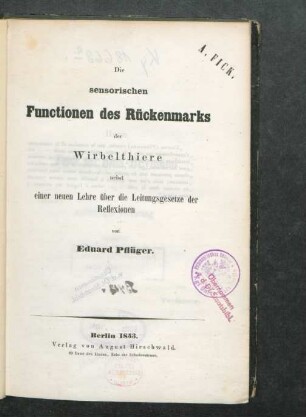 A. FICK.
Die
sensorischen
Functionen des Rückenmarks
der
Wirbelthiere
nebst
einer neuen Lehre über die Leitungsgesetze der
Reflexionen
von
Eduard Pflüger.
Berlin 1853.
Verlag von August Hirschwald.